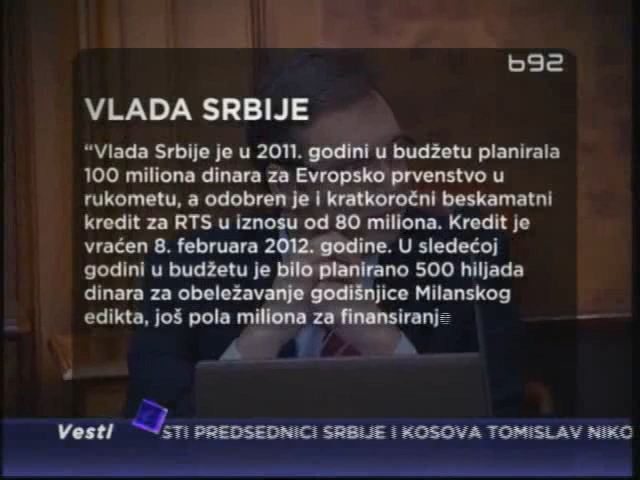 b92
VLADA SRBIJE
“Vlada Srbije je u 2011. godini u budžetu planirala
100 miliona dinara za Evropsko prvenstvo u
rukometu, a odobren je i kratkoročni beskamatni
kredit za RTS u iznosu od 80 miliona. Kredit je
vraćen 8. februara 2012. godine. U sledećoj
godini u budžetu je bilo planirano 500 hiljada
dinara za obeležavanje godišnjice Milanskog
edikta, još pola miliona za finansiranje
Vesti STI PREDSEDNICI SRBIJE I KOSOVA TOMISLAV NIKO